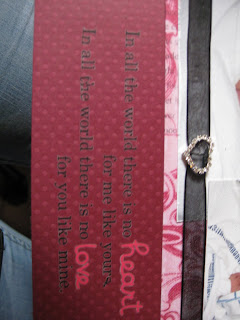 In all the world there is no heart
for me like yours.
In all the world there is no love
for you like mine.